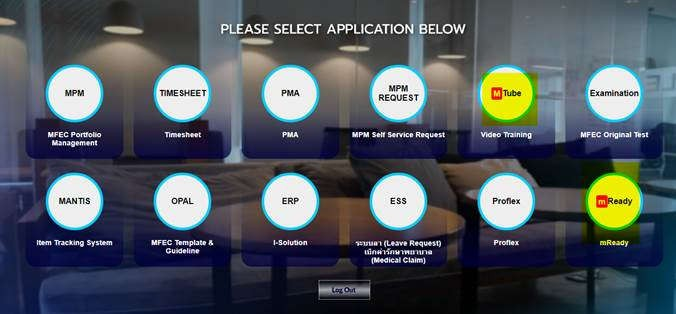 PLEASE SELECT APPLICATION BELOW
MPM
TIMESHEET
PMA
MPM
REQUEST
M Tube
Examination
MFEC Portfolio
Management
Timesheet
PMA
MPM Self Service Request
Video Training
MFEC Original Test
MANTIS
OPAL
ERP
ESS
Proflex
m Ready
Item Tracking System
MFEC Template &
Guideline
I-Solution
ระบบลา (Leave Request)
เบิกค่ารักษาพยาบาล
(Medical Claim)
Proflex
mReady
Log Out